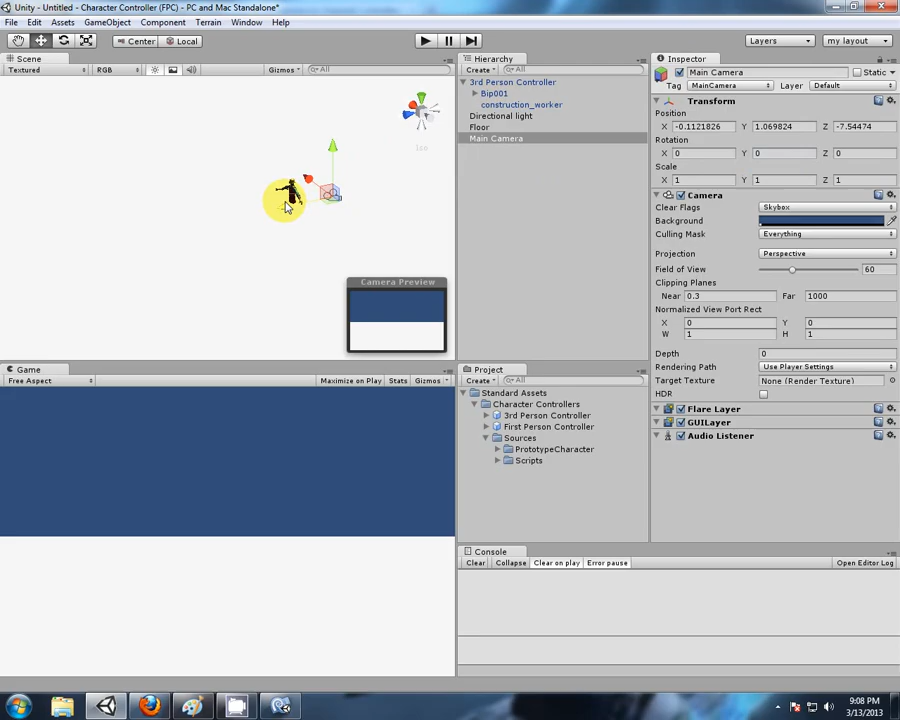 Unity - Untitled - Character Controller (FPC) - PC and Mac Standalone*
File Edit Assets GameObject Component Terrain Window Help
Center Local Layers my layout
Scene
Textured RGB Gizmos All
Iso
Camera Preview
Game
Free Aspect Maximize on Play Stats Gizmos
Hierarchy
Create All
3rd Person Controller
Bip001
construction_worker
Directional light
Floor
Main Camera
Project
Create All
Standard Assets
Character Controllers
3rd Person Controller
First Person Controller
Sources
PrototypeCharacter
Scripts
Console
Clear Collapse Clear on play Error pause Open Editor Log
Inspector
Main Camera Static
Tag MainCamera Layer Default
Transform
Position
X -0.1121826 Y 1.069824 Z -7.54474
Rotation
X 0 Y 0 Z 0
Scale
X 1 Y 1 Z 1
Camera
Clear Flags Skybox
Background
Culling Mask Everything
Projection Perspective
Field of View 60
Clipping Planes
Near 0.3 Far 1000
Normalized View Port Rect
X 0 Y 0
W 1 H 1
Depth 0
Rendering Path Use Player Settings
Target Texture None (Render Texture)
HDR
Flare Layer
GUILayer
Audio Listener
9:08 PM
3/13/2013